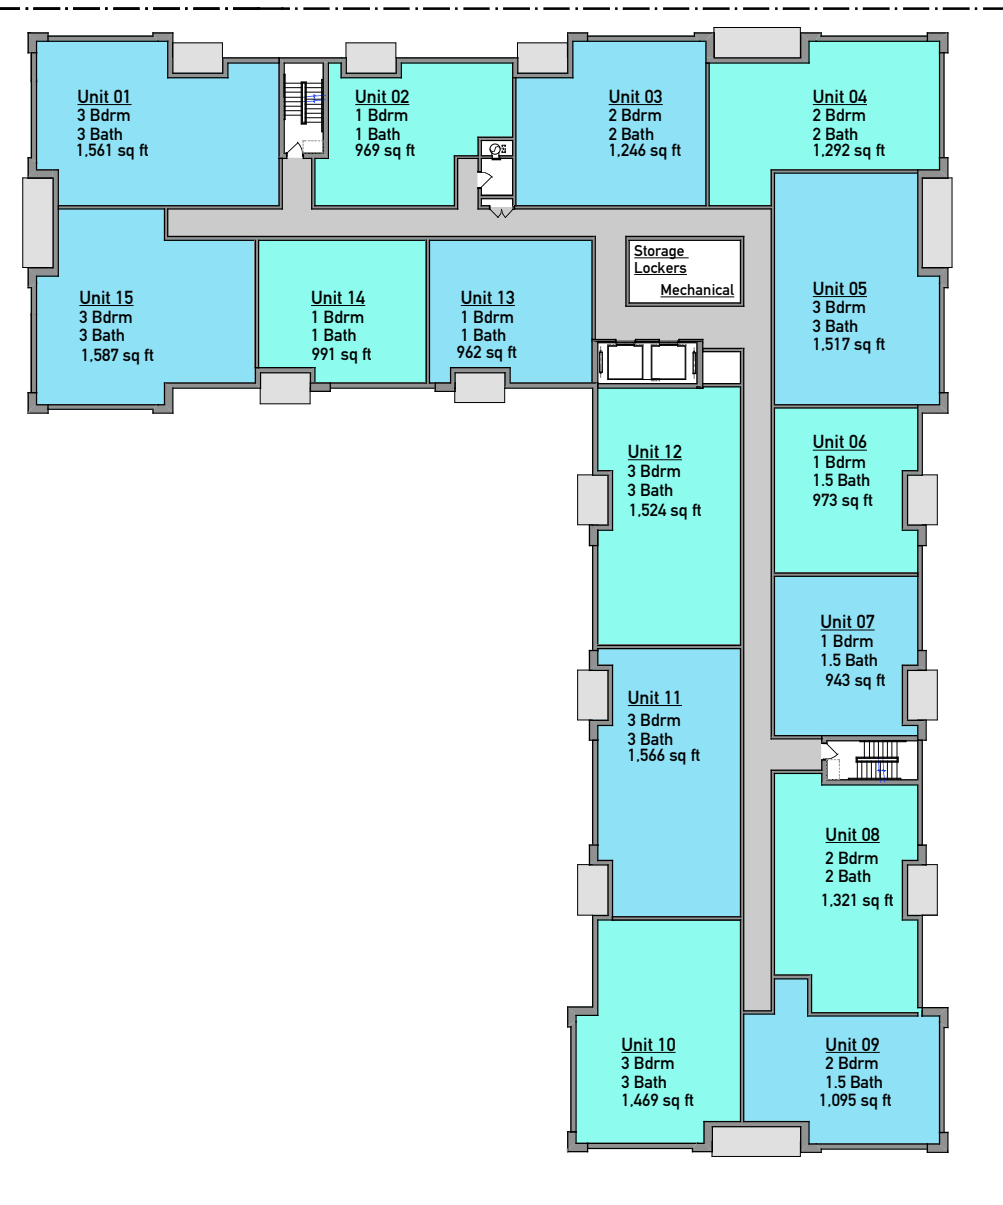 Unit 01
3 Bdrm
3 Bath
1,561 sq ft
Unit 02
1 Bdrm
1 Bath
969 sq ft
Unit 03
2 Bdrm
2 Bath
1,246 sq ft
Unit 04
2 Bdrm
2 Bath
1,292 sq ft
Storage
Lockers
Mechanical
Unit 05
3 Bdrm
3 Bath
1,517 sq ft
Unit 15
3 Bdrm
3 Bath
1,587 sq ft
Unit 14
1 Bdrm
1 Bath
991 sq ft
Unit 13
1 Bdrm
1 Bath
962 sq ft
Unit 12
3 Bdrm
3 Bath
1,524 sq ft
Unit 06
1 Bdrm
1.5 Bath
973 sq ft
Unit 07
1 Bdrm
1.5 Bath
943 sq ft
Unit 11
3 Bdrm
3 Bath
1,566 sq ft
Unit 08
2 Bdrm
2 Bath
1,321 sq ft
Unit 10
3 Bdrm
3 Bath
1,469 sq ft
Unit 09
2 Bdrm
1.5 Bath
1,095 sq ft